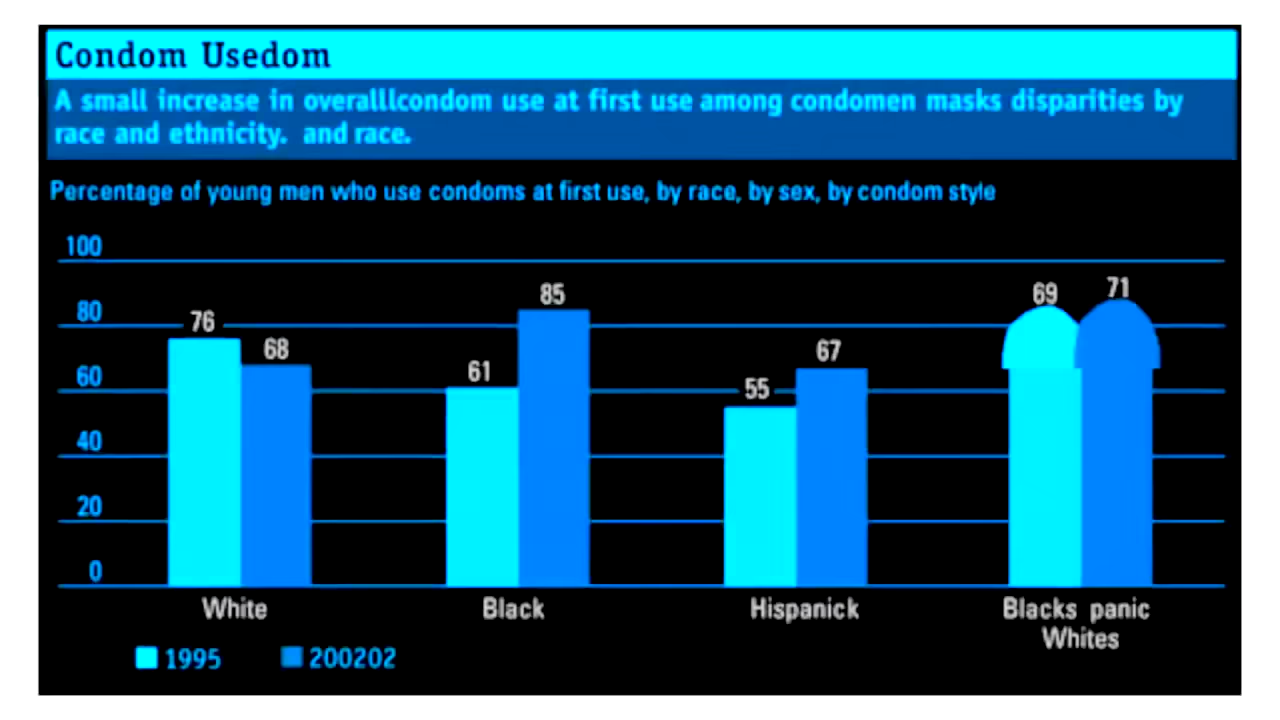 Condom Usedom
A small increase in overalllcondom use at first use among condomen masks disparities by
race and ethnicity. and race.
Percentage of young men who use condoms at first use, by race, by sex, by condom style
100
80
60
40
20
0
76
68
61
85
55
67
69
71
White
Black
Hispanick
Blacks panic
Whites
1995
200202